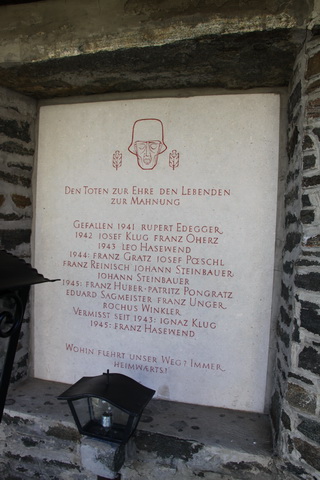 DEN TOTEN ZUR EHRE DEN LEBENDEN
ZUR MAHNUNG
GEFALLEN 1941: RUPERT EDEGGER,
1942: JOSEF KLUG FRANZ OHERZ
1943: LEO HASEWEND
1944: FRANZ GRATZ JOSEF POESCHL
FRANZ REINISCH JOHANN STEINBAUER
JOHANN STEINBAUER
1945: FRANZ HUBER-PATRITZ PONGRATZ
EDUARD SAGMEISTER-FRANZ UNGER,
ROCHUS WINKLER
VERMISST SEIT 1943: IGNAZ KLUG
1945: FRANZ HASEWEND
WOHIN FUEHRT UNSER WEG? IMMER,
HEIMWÄRTS!